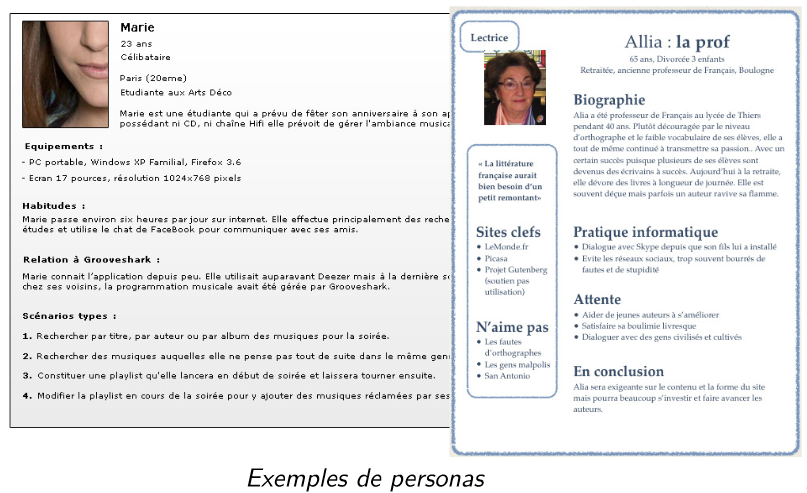 Marie
23 ans
Célibataire
Paris (20eme)
Etudiante aux Arts Déco
Marie est une étudiante qui a prévu de fêter son anniversaire à son
possédant ni CD, ni chaîne Hifi elle prévoit de gérer l'ambiance
Equipements :
- PC portable, Windows XP Familial, Firefox 3.6
- Ecran 17 pources, résolution 1024x768 pixels
Habitudes :
Marie passe environ six heures par jour sur internet. Elle effectue principalement des
études et utilise le chat de FaceBook pour communiquer avec ses amis.
Relation à Grooveshark :
Marie connait l'application depuis peu. Elle utilisait auparavant Deezer mais à la dernière
chez ses voisins, la programmation musicale avait été gérée par Grooveshark.
Scénarios types :
1. Rechercher par titre, par auteur ou par album des musiques pour la soirée.
2. Rechercher des musiques auquelles elle ne pense pas tout de suite dans le même
3. Constituer une playlist qu'elle lancera en début de soirée et laissera tourner ensuite.
4. Modifier la playlist en cours de la soirée pour y ajouter des musiques réclamées par ses
Lectrice
Allia : la prof
65 ans, Divorcée 3 enfants
Retraitée, ancienne professeur de Français, Boulogne
« La littérature
française aurait
bien besoin d'un
petit remontant»
Sites clefs
• LeMonde.fr
• Picasa
• Projet Gutenberg
(soutien pas
utilisation)
N'aime pas
• Les fautes
d'orthographes
• Les gens malpolis
• San Antonio
Biographie
Alia a été professeur de Français au lycée de Thiers
pendant 40 ans. Plutôt découragée par le niveau
d'orthographe et le faible vocabulaire de ses élèves, elle a
tout de même continué à transmettre sa passion.. Avec un
certain succès puisque plusieurs de ses élèves sont
devenus des écrivains à succès. Aujourd'hui à la retraite,
elle dévore des livres à longueur de journée. Elle est
souvent déçue mais parfois un auteur ravive sa flamme.
Pratique informatique
• Dialogue avec Skype depuis que son fils lui a installé
• Evite les réseaux sociaux, trop souvent bourrés de
fautes et de stupidité
Attente
• Aider de jeunes auteurs à s'améliorer
• Satisfaire sa boulimie livresque
• Dialoguer avec des gens civilisés et cultivés
En conclusion
Alia sera exigeante sur le contenu et la forme du site
mais pourra beaucoup s'investir et faire avancer les
auteurs.
Exemples de personas